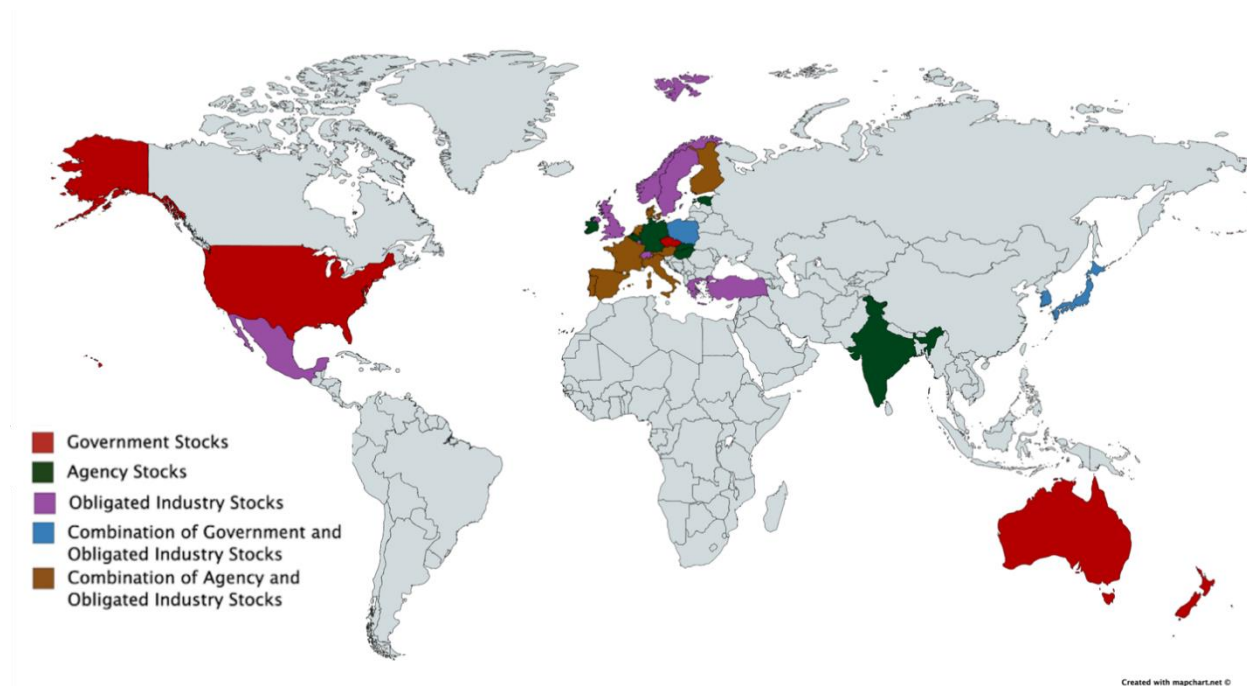 Government Stocks
Agency Stocks
Obligated Industry Stocks
Combination of Government and
Obligated Industry Stocks
Combination of Agency and
Obligated Industry Stocks
Created with mapchart.net ©